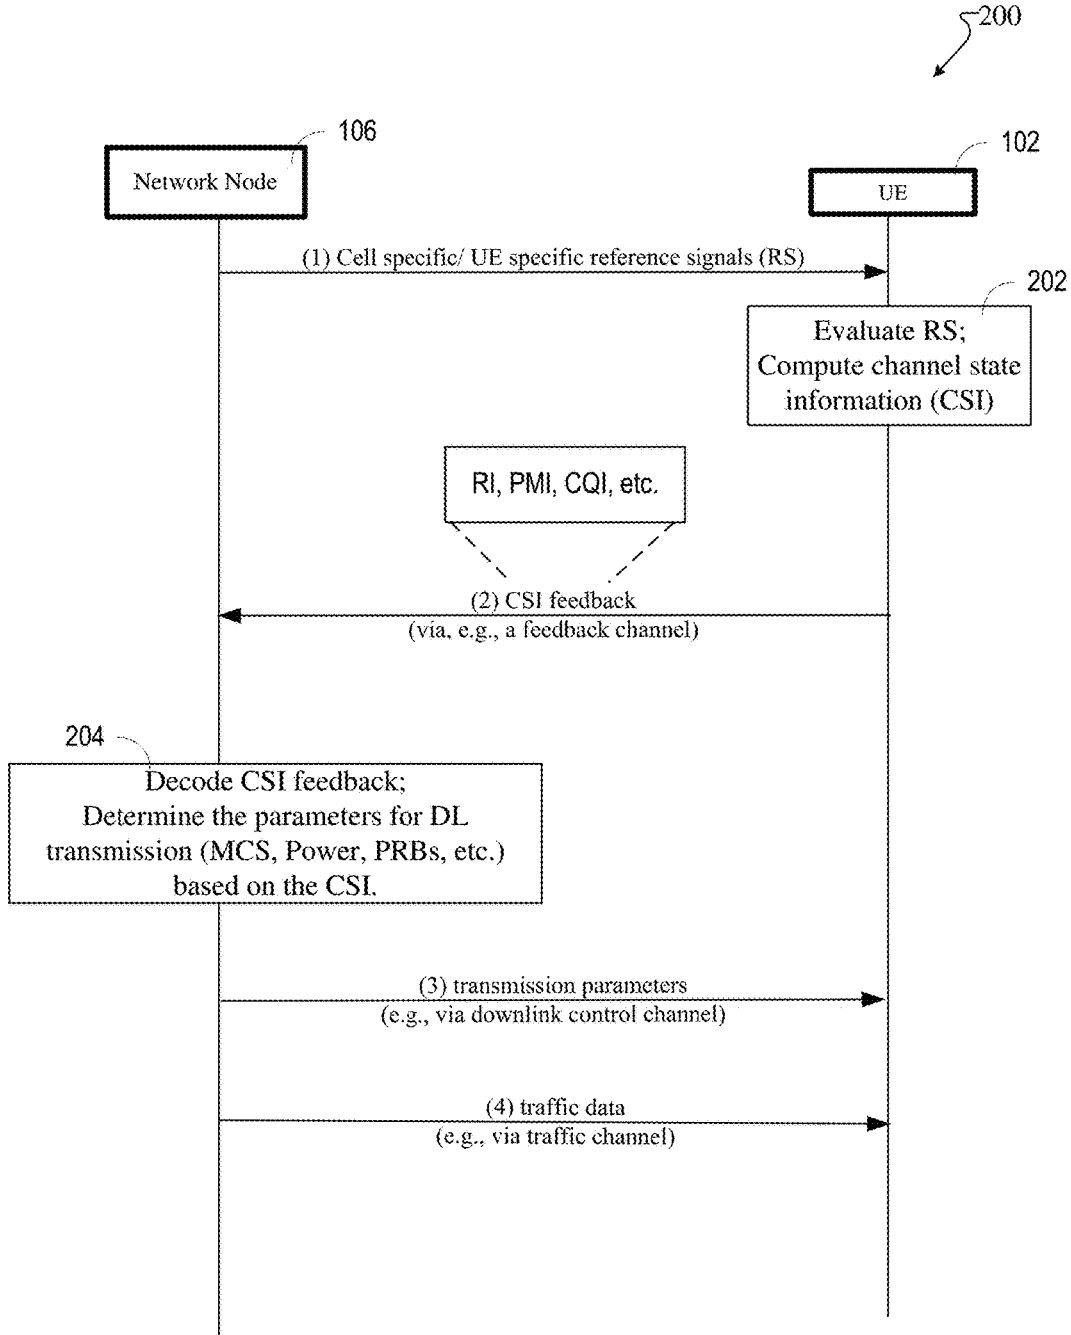 200
106
Network Node
102
UE
(1) Cell specific/ UE specific reference signals (RS)
202
Evaluate RS;
Compute channel state
information (CSI)
RI, PMI, CQI, etc.
(2) CSI feedback
(via, e.g., a feedback channel)
204
Decode CSI feedback;
Determine the parameters for DL
transmission (MCS, Power, PRBs, etc.)
based on the CSI.
(3) transmission parameters
(e.g., via downlink control channel)
(4) traffic data
(e.g., via traffic channel)